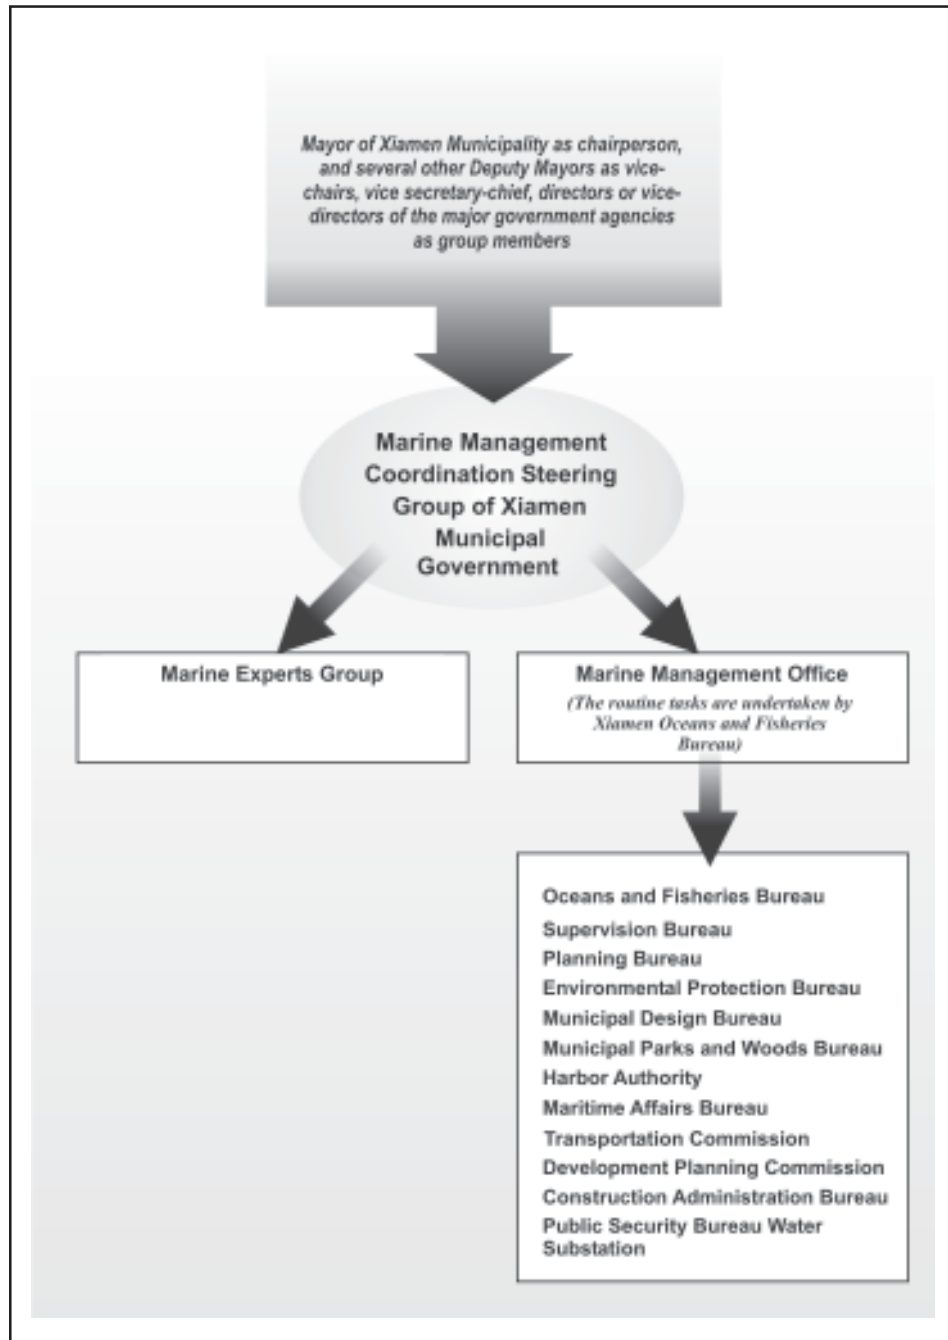 Mayor of Xiamen Municipality as chairperson,
and several other Deputy Mayors as vice-
chairs, vice secretary-chief, directors or vice-
directors of the major government agencies
as group members
Marine Management
Coordination Steering
Group of Xiamen
Municipal
Government
Marine Experts Group
Marine Management Office
(The routine tasks are undertaken by
Xiamen Oceans and Fisheries
Bureau)
Oceans and Fisheries Bureau
Supervision Bureau
Planning Bureau
Environmental Protection Bureau
Municipal Design Bureau
Municipal Parks and Woods Bureau
Harbor Authority
Maritime Affairs Bureau
Transportation Commission
Development Planning Commission
Construction Administration Bureau
Public Security Bureau Water
Substation